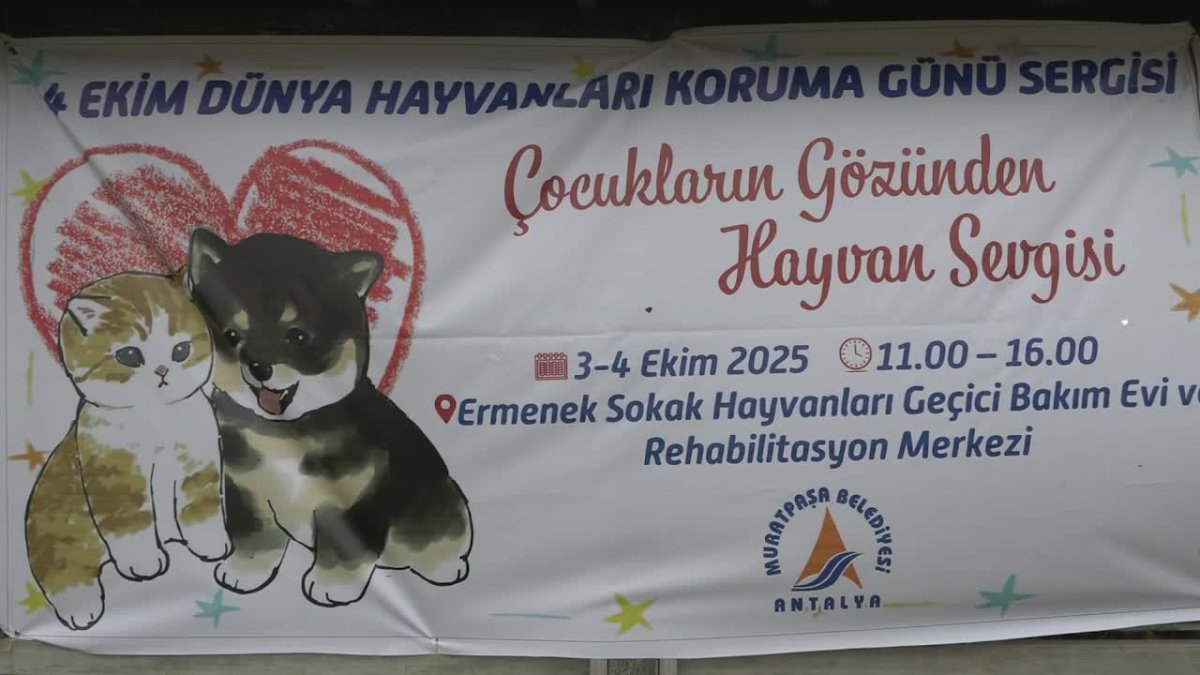 4 EKİM DÜNYA HAYVANLARI KORUMA GÜNÜ SERGİSİ
Çocukların Gözünden
Hayvan Sevgisi
3-4 Ekim 2025 11.00 – 16.00
Ermenek Sokak Hayvanları Geçici Bakım Evi ve
Rehabilitasyon Merkezi
MURATPAŞA BELEDİYESİ
ANTALYA